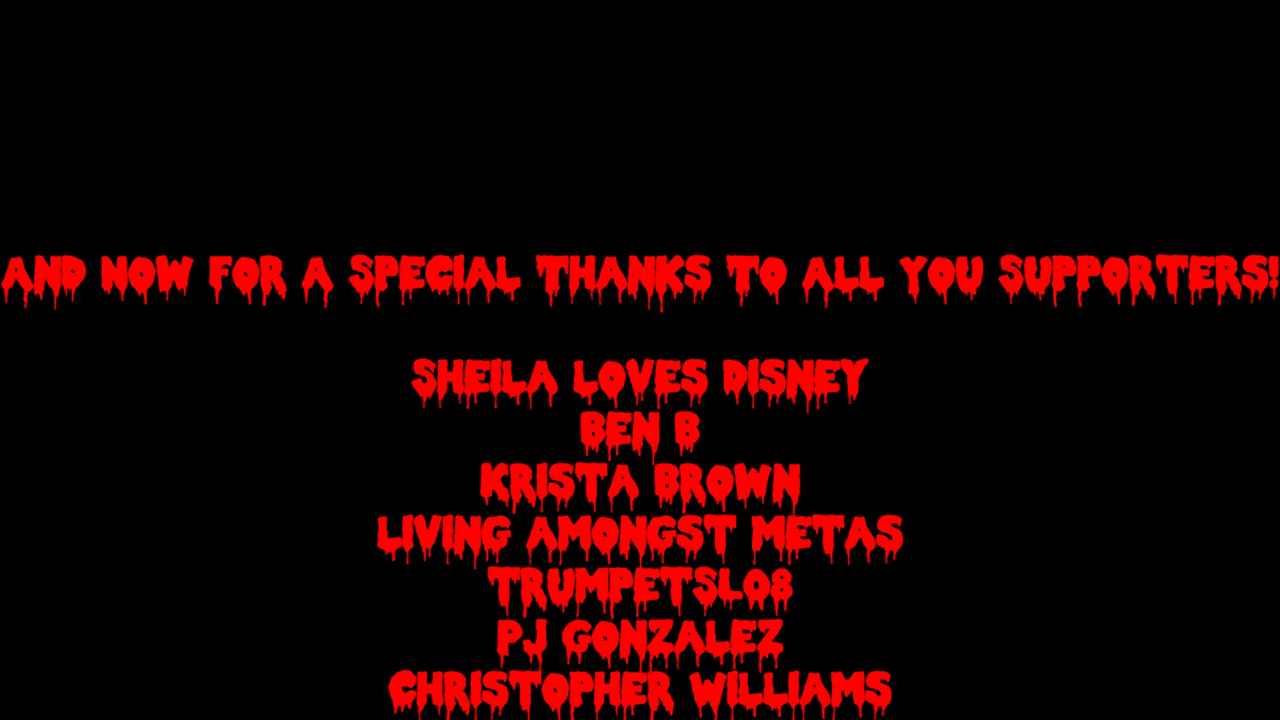 AND NOW FOR A SPECIAL THANKS TO ALL YOU SUPPORTERS!
SHEILA LOVES DISNEY
BEN B
KRISTA BROWN
LIVING AMONGST METAS
TRUMPETSLO8
PJ GONZALEZ
CHRISTOPHER WILLIAMS